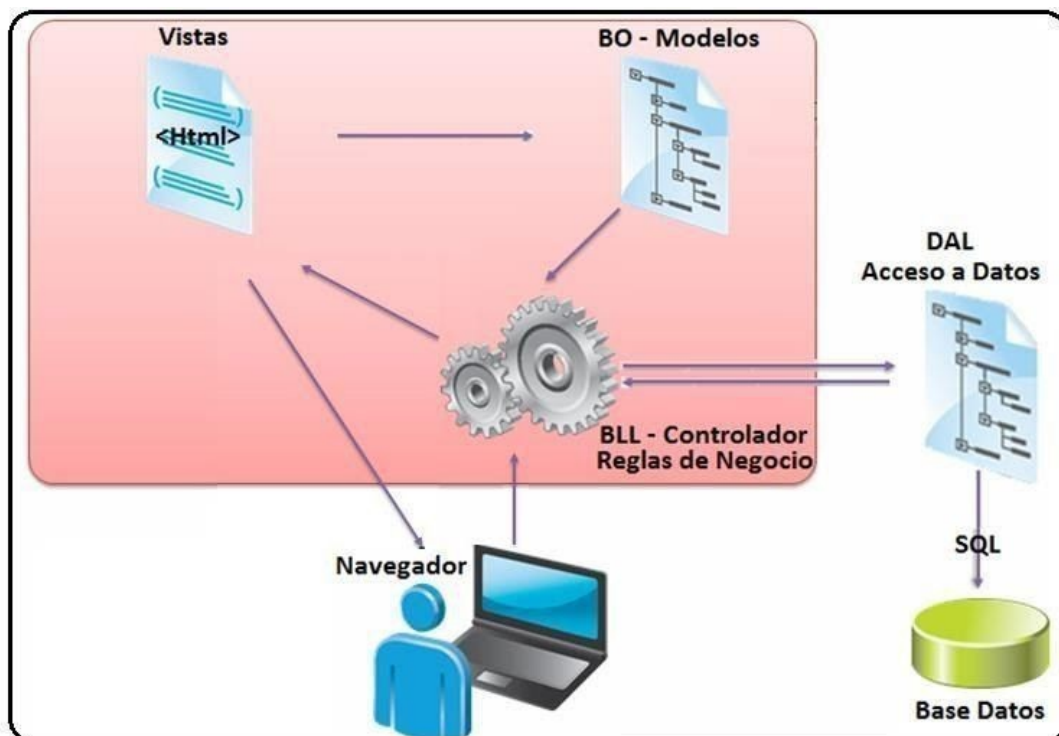 Vistas
BO - Modelos
<Html>
DAL
Acceso a Datos
BLL - Controlador
Reglas de Negocio
Navegador
SQL
Base Datos